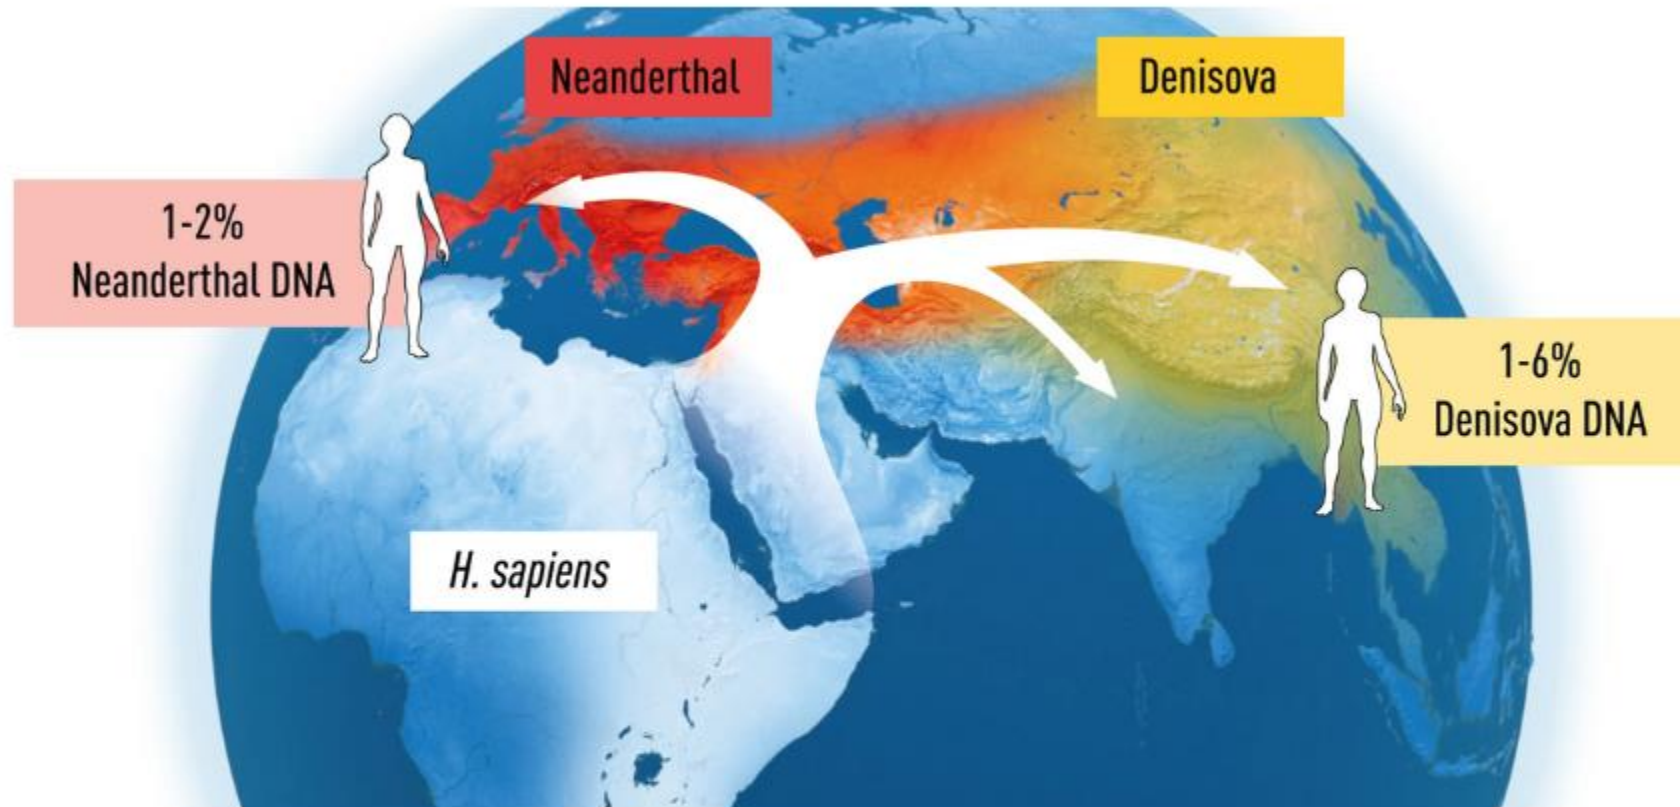 Neanderthal
Denisova
1-2%
Neanderthal DNA
1-6%
Denisova DNA
H. sapiens